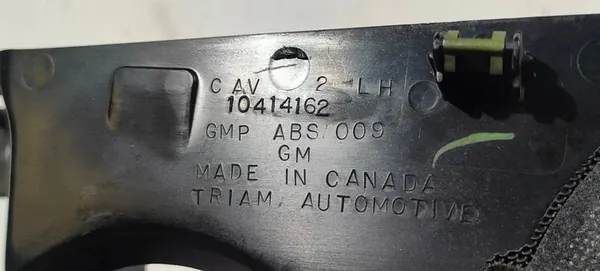 CAV 2 LH
10414162
GMP ABS/009
GM
MADE IN CANADA
TRIAM AUTOMOTIVE